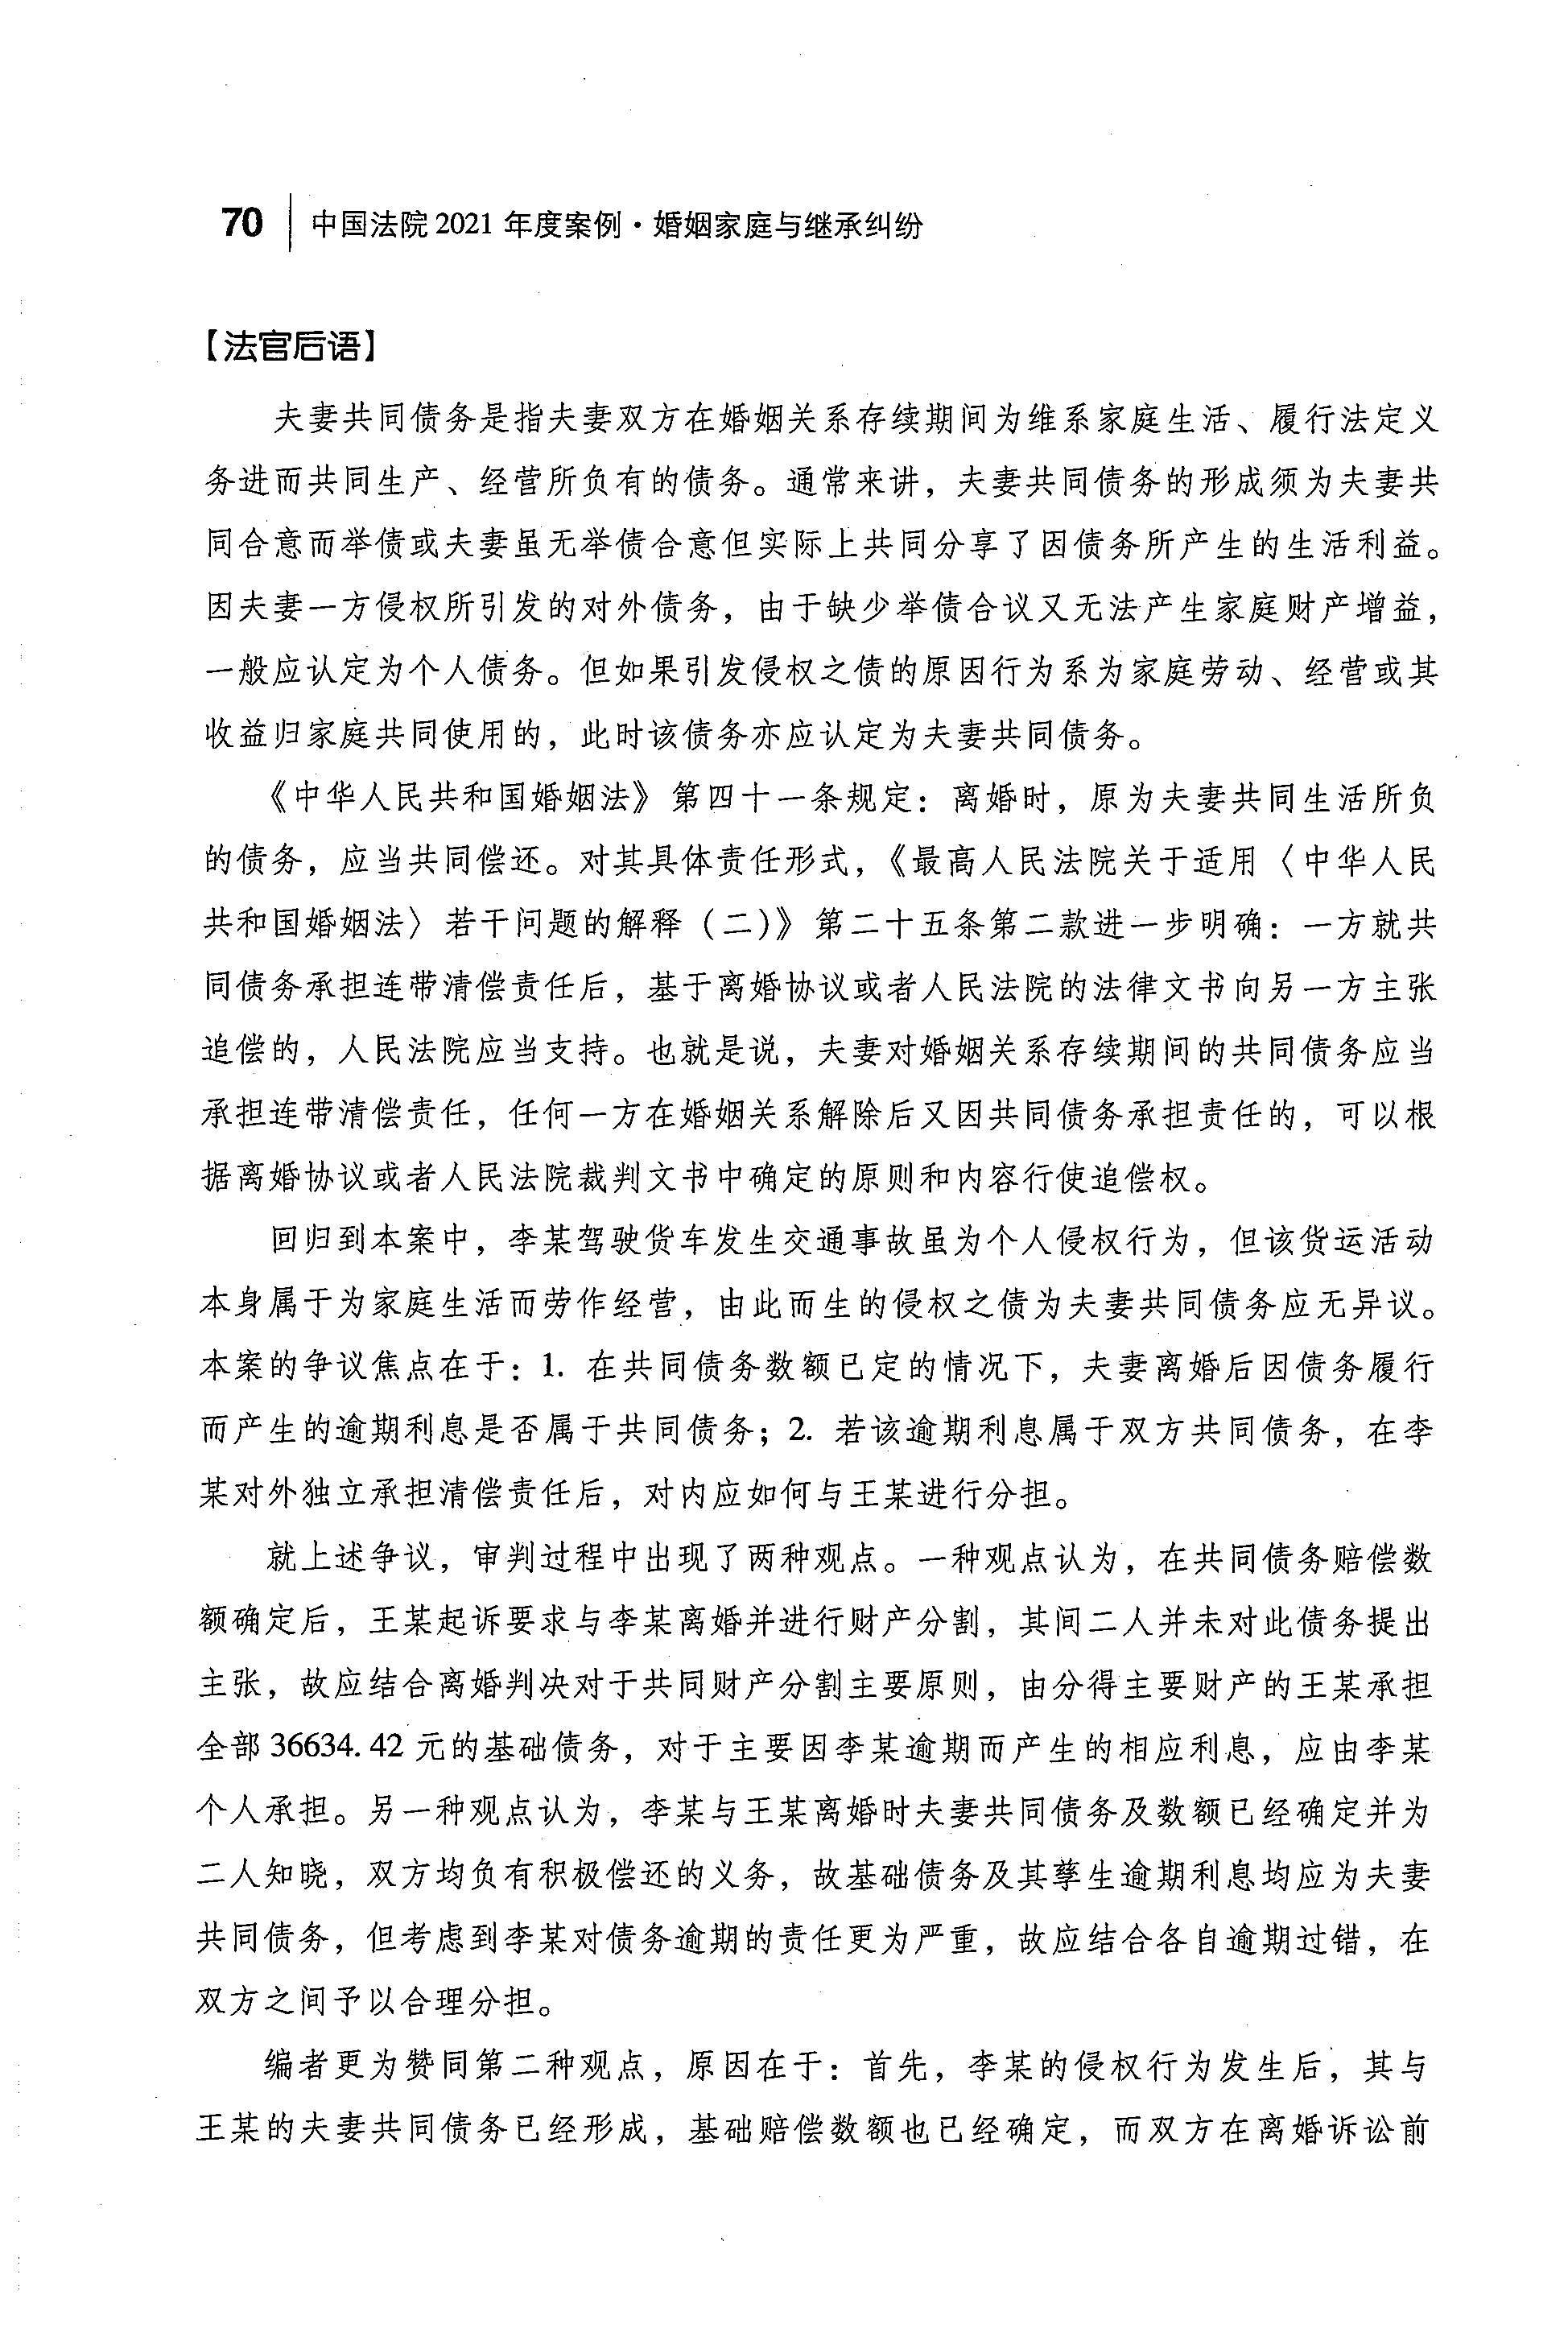 70 中国法院2021年度案例·婚姻家庭与继承纠纷
【法官后语】
夫妻共同债务是指夫妻双方在婚姻关系存续期间为维系家庭生活、履行法定义
务进而共同生产、经营所负有的债务。通常来讲，夫妻共同债务的形成须为夫妻共
同合意而举债或夫妻虽无举债合意但实际上共同分享了因债务所产生的生活利益。
因夫妻一方侵权所引发的对外债务，由于缺少举债合议又无法产生家庭财产增益，
一般应认定为个人债务。但如果引发侵权之债的原因行为系为家庭劳动、经营或其
收益归家庭共同使用的，此时该债务亦应认定为夫妻共同债务。
《中华人民共和国婚姻法》第四十一条规定：离婚时，原为夫妻共同生活所负
的债务，应当共同偿还。对其具体责任形式，《最高人民法院关于适用〈中华人民
共和国婚姻法〉若干问题的解释（二）》第二十五条第二款进一步明确：一方就共
同债务承担连带清偿责任后，基于离婚协议或者人民法院的法律文书向另一方主张
追偿的，人民法院应当支持。也就是说，夫妻对婚姻关系存续期间的共同债务应当
承担连带清偿责任，任何一方在婚姻关系解除后又因共同债务承担责任的，可以根
据离婚协议或者人民法院裁判文书中确定的原则和内容行使追偿权。
回归到本案中，李某驾驶货车发生交通事故虽为个人侵权行为，但该货运活动
本身属于为家庭生活而劳作经营，由此而生的侵权之债为夫妻共同债务应无异议。
本案的争议焦点在于：1. 在共同债务数额已定的情况下，夫妻离婚后因债务履行
而产生的逾期利息是否属于共同债务；2. 若该逾期利息属于双方共同债务，在李
某对外独立承担清偿责任后，对内应如何与王某进行分担。
就上述争议，审判过程中出现了两种观点。一种观点认为，在共同债务赔偿数
额确定后，王某起诉要求与李某离婚并进行财产分割，其间二人并未对此债务提出
主张，故应结合离婚判决对于共同财产分割主要原则，由分得主要财产的王某承担
全部36634.42元的基础债务，对于主要因李某逾期而产生的相应利息，应由李某
个人承担。另一种观点认为，李某与王某离婚时夫妻共同债务及数额已经确定并为
二人知晓，双方均负有积极偿还的义务，故基础债务及其孳生逾期利息均应为夫妻
共同债务，但考虑到李某对债务逾期的责任更为严重，故应结合各自逾期过错，在
双方之间予以合理分担。
编者更为赞同第二种观点，原因在于：首先，李某的侵权行为发生后，其与
王某的夫妻共同债务已经形成，基础赔偿数额也已经确定，而双方在离婚诉讼前